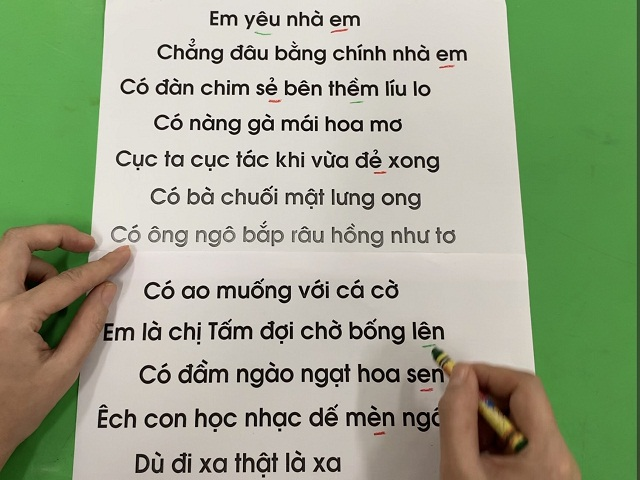 Em yêu nhà em
Chẳng đâu bằng chính nhà em
Có đàn chim sẻ bên thềm líu lo
Có nàng gà mái hoa mơ
Cục ta cục tác khi vừa đẻ xong
Có bà chuối mật lưng ong
Có ông ngô bắp râu hồng như tơ
Có ao muống với cá cờ
Em là chị Tấm đợi chờ bống lên
Có đầm ngào ngạt hoa sen
Êch con học nhạc dế mèn
Dù đi xa thật là xa